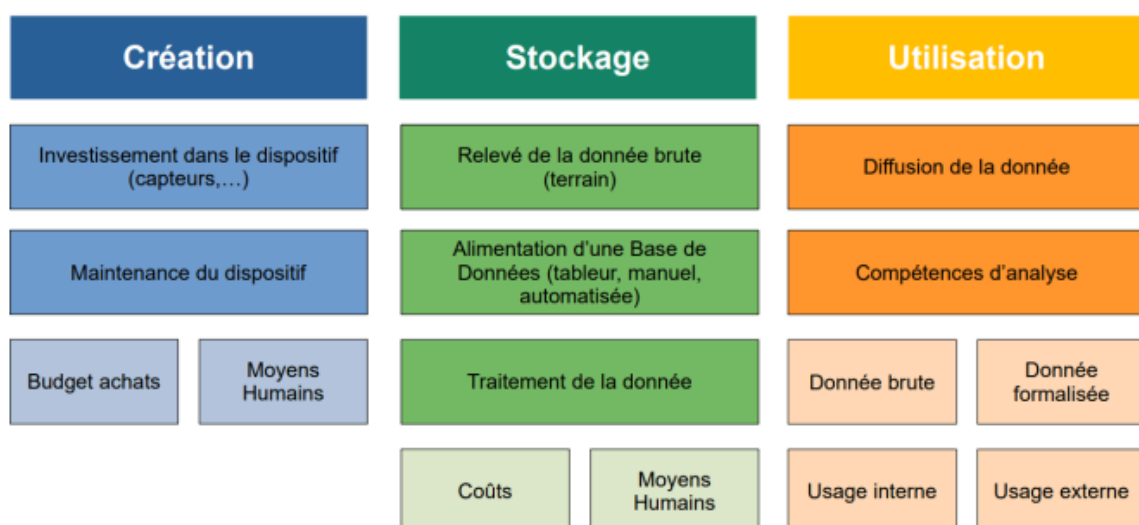 Création
Stockage
Utilisation
Investissement dans le dispositif
(capteurs,…)
Relevé de la donnée brute
(terrain)
Diffusion de la donnée
Maintenance du dispositif
Alimentation d'une Base de
Données (tableur, manuel,
automatisée)
Compétences d'analyse
Budget achats
Moyens
Humains
Traitement de la donnée
Donnée brute
Donnée
formalisée
Coûts
Moyens
Humains
Usage interne
Usage externe